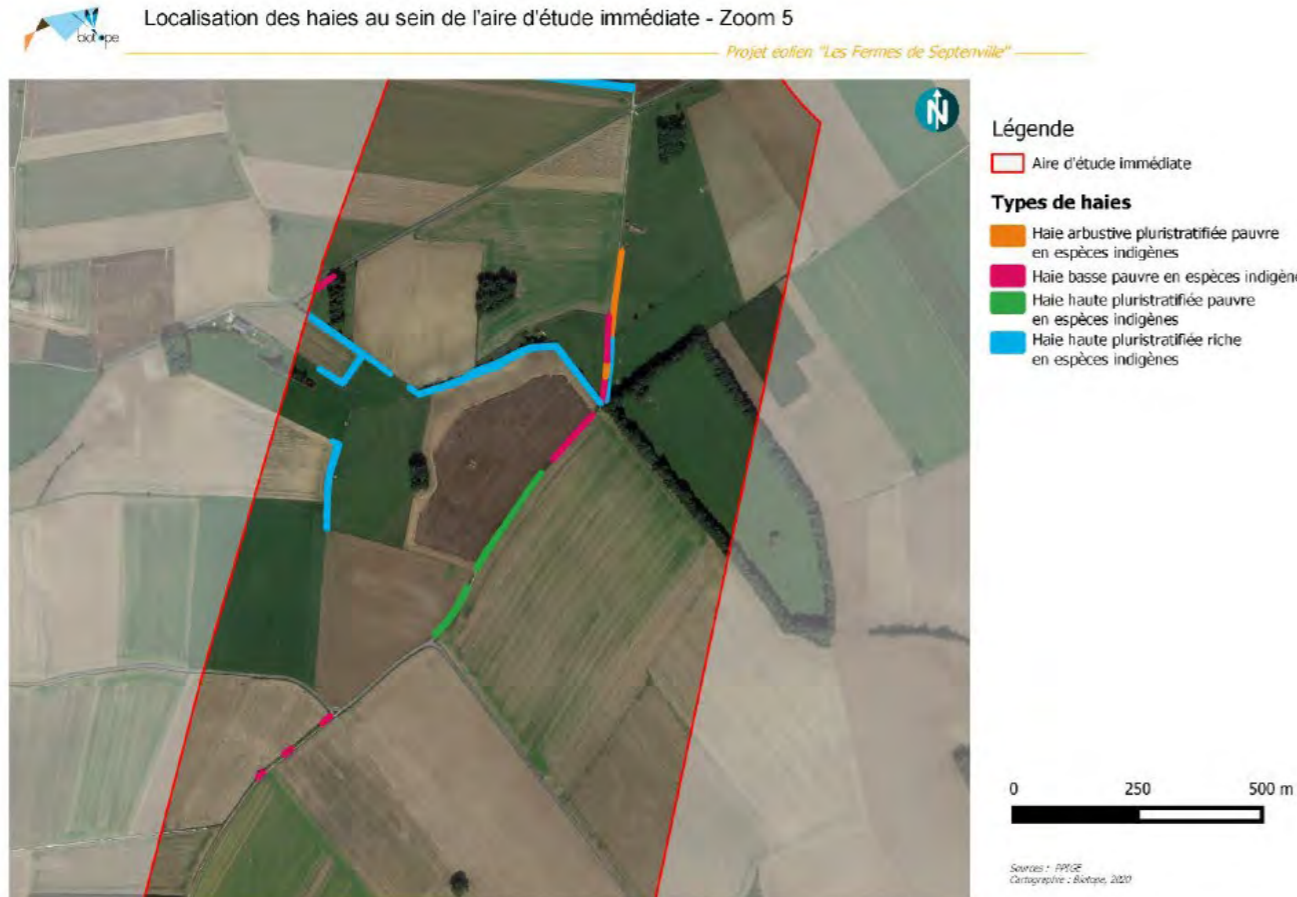 biotope
Localisation des haies au sein de l'aire d'étude immédiate - Zoom 5
Projet éolien "Les Fermes de Septenville"
N
Légende
Aire d'étude immédiate
Types de haies
Haie arbustive pluristratifiée pauvre
en espèces indigènes
Haie basse pauvre en espèces indigèn
Haie haute pluristratifiée pauvre
en espèces indigènes
Haie haute pluristratifiée riche
en espèces indigènes
0 250 500 m
Sources : PPIGE
Cartographie : Biotope, 2020